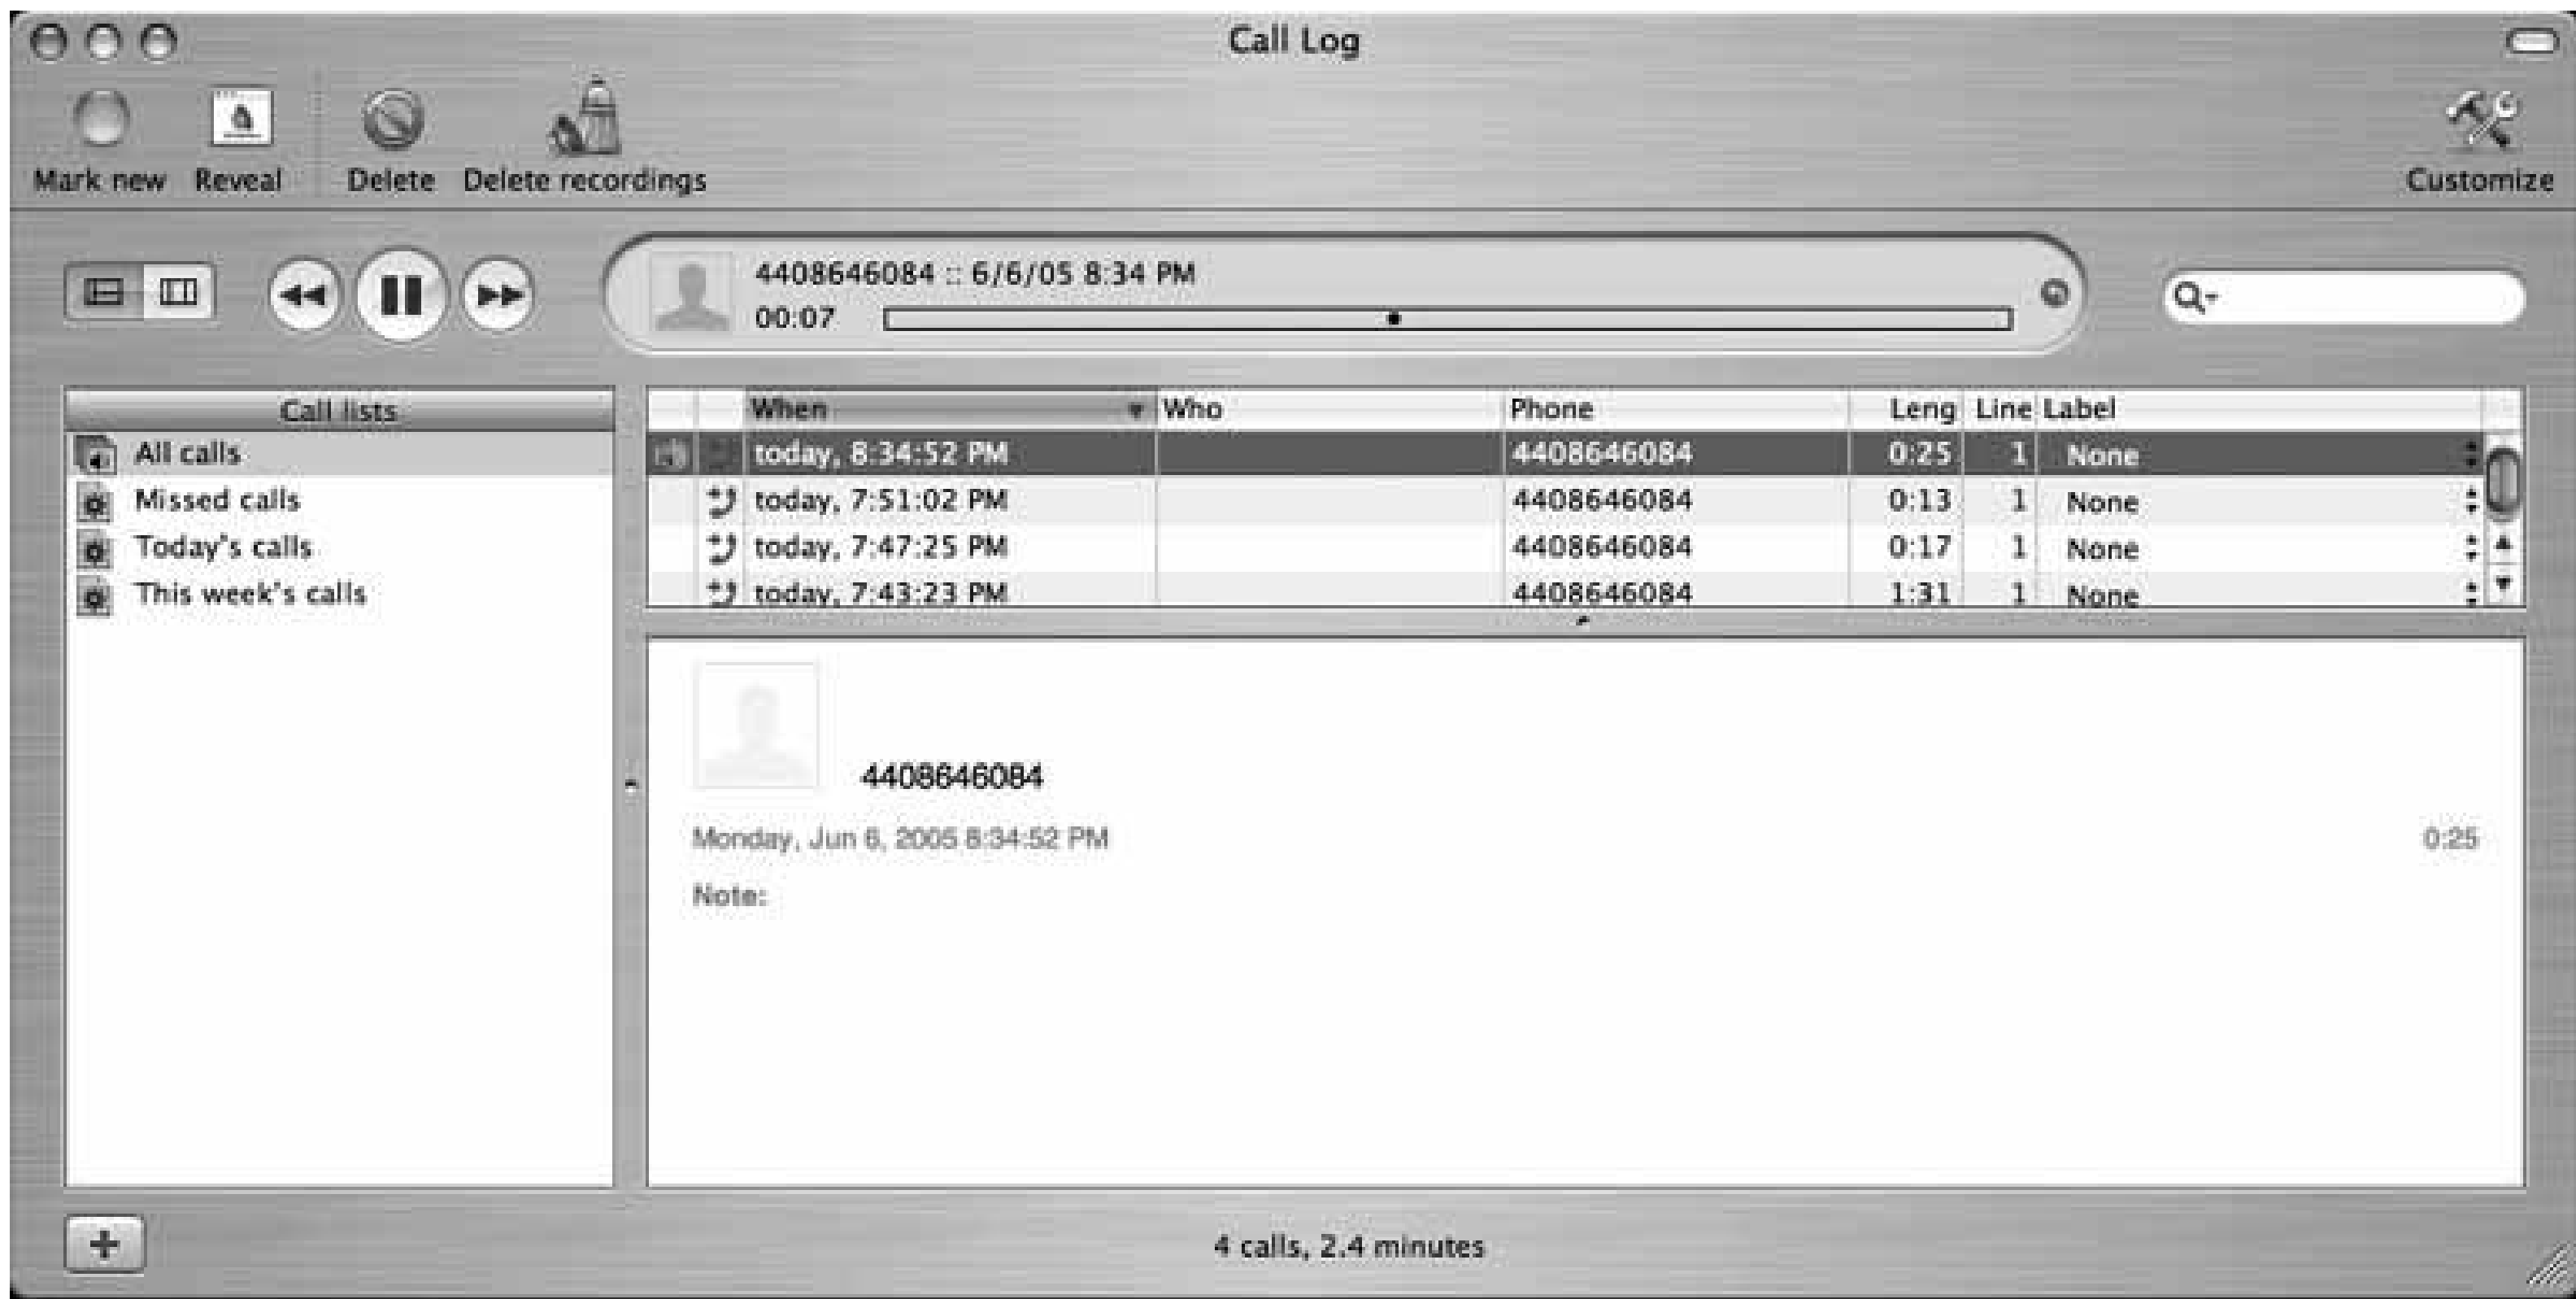 Call Log
Mark new Reveal Delete Delete recordings Customize
4408646084 :: 6/6/05 8:34 PM
00:07
Call lists
All calls
Missed calls
Today's calls
This week's calls
When Who Phone Leng Line Label
today, 8:34:52 PM 4408646084 0:25 1 None
today, 7:51:02 PM 4408646084 0:13 1 None
today, 7:47:25 PM 4408646084 0:17 1 None
today, 7:43:23 PM 4408646084 1:31 1 None
4408646084
Monday, Jun 6, 2005 8:34:52 PM 0:25
Note:
4 calls, 2.4 minutes